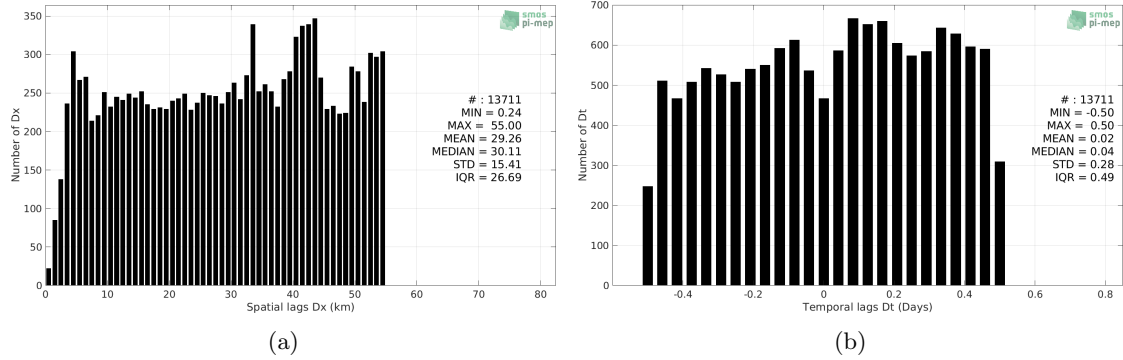 350
300
250
200
150
100
50
0
Number of Dx
0 10 20 30 40 50 60 70 80
Spatial lags Dx (km)
smos
pi-mep
# : 13711
MIN = 0.24
MAX = 55.00
MEAN = 29.26
MEDIAN = 30.11
STD = 15.41
IQR = 26.69
(a)
700
600
500
400
300
200
100
0
Number of Dt
-0.4 -0.2 0 0.2 0.4 0.6 0.8
Temporal lags Dt (Days)
smos
pi-mep
# : 13711
MIN = -0.50
MAX = 0.50
MEAN = 0.02
MEDIAN = 0.04
STD = 0.28
IQR = 0.49
(b)